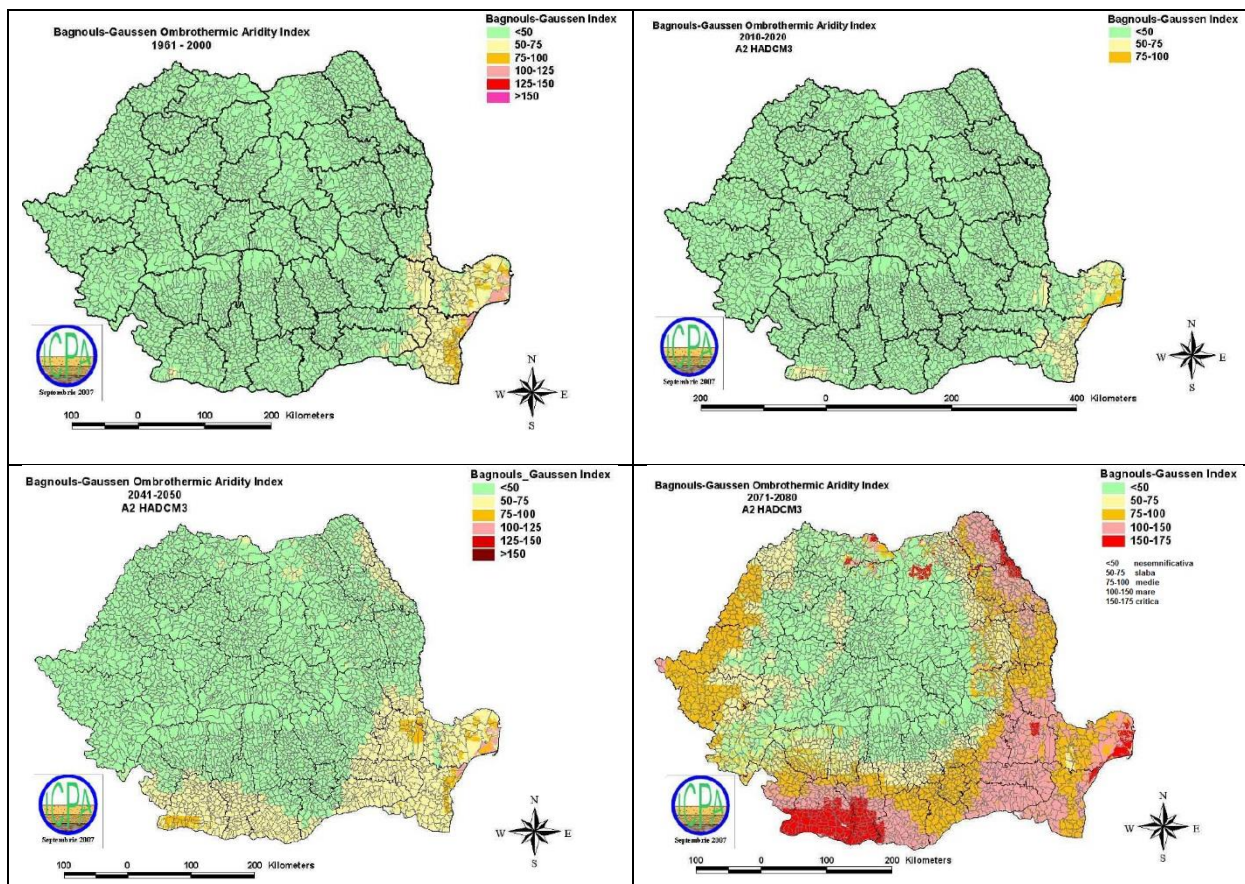 Bagnouls-Gaussen Ombrothermic Aridity Index
1961 - 2000
Bagnouls-Gaussen Index
<50
50-75
75-100
100-125
125-150
>150
ICPA
Septembrie 2007
N
W E
S
100 0 100 200 Kilometers
Bagnouls-Gaussen Ombrothermic Aridity Index
2010-2020
A2 HADCM3
Bagnouls-Gaussen Index
<50
50-75
75-100
ICPA
Septembrie 2007
N
W E
S
200 0 200 400 Kilometers
Bagnouls-Gaussen Ombrothermic Aridity Index
2041-2050
A2 HADCM3
Bagnouls_Gaussen Index
<50
50-75
75-100
100-125
125-150
>150
ICPA
Septembrie 2007
N
W E
S
100 0 100 200 Kilometers
Bagnouls-Gaussen Ombrothermic Aridity Index
2071-2080
A2 HADCM3
Bagnouls-Gaussen Index
<50
50-75
75-100
100-150
150-175
<50 nesemnificativa
50-75 slaba
75-100 medie
100-150 mare
150-175 critica
ICPA
Septembrie 2007
N
W E
S
100 0 100 200 Kilometers